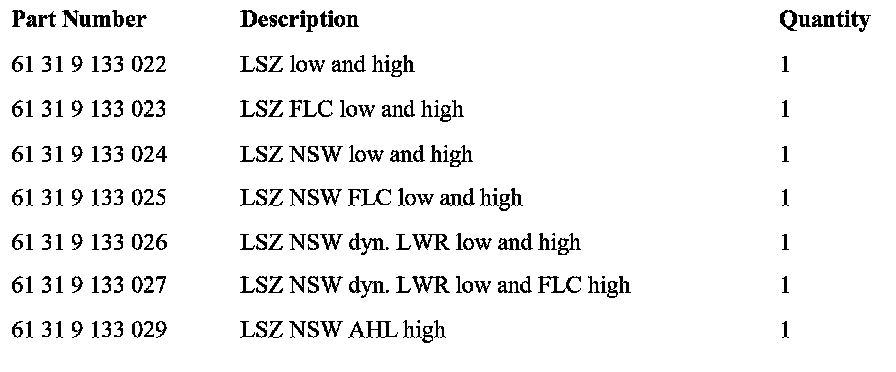 Part Number Description Quantity
61 31 9 133 022 LSZ low and high 1
61 31 9 133 023 LSZ FLC low and high 1
61 31 9 133 024 LSZ NSW low and high 1
61 31 9 133 025 LSZ NSW FLC low and high 1
61 31 9 133 026 LSZ NSW dyn. LWR low and high 1
61 31 9 133 027 LSZ NSW dyn. LWR low and FLC high 1
61 31 9 133 029 LSZ NSW AHL high 1